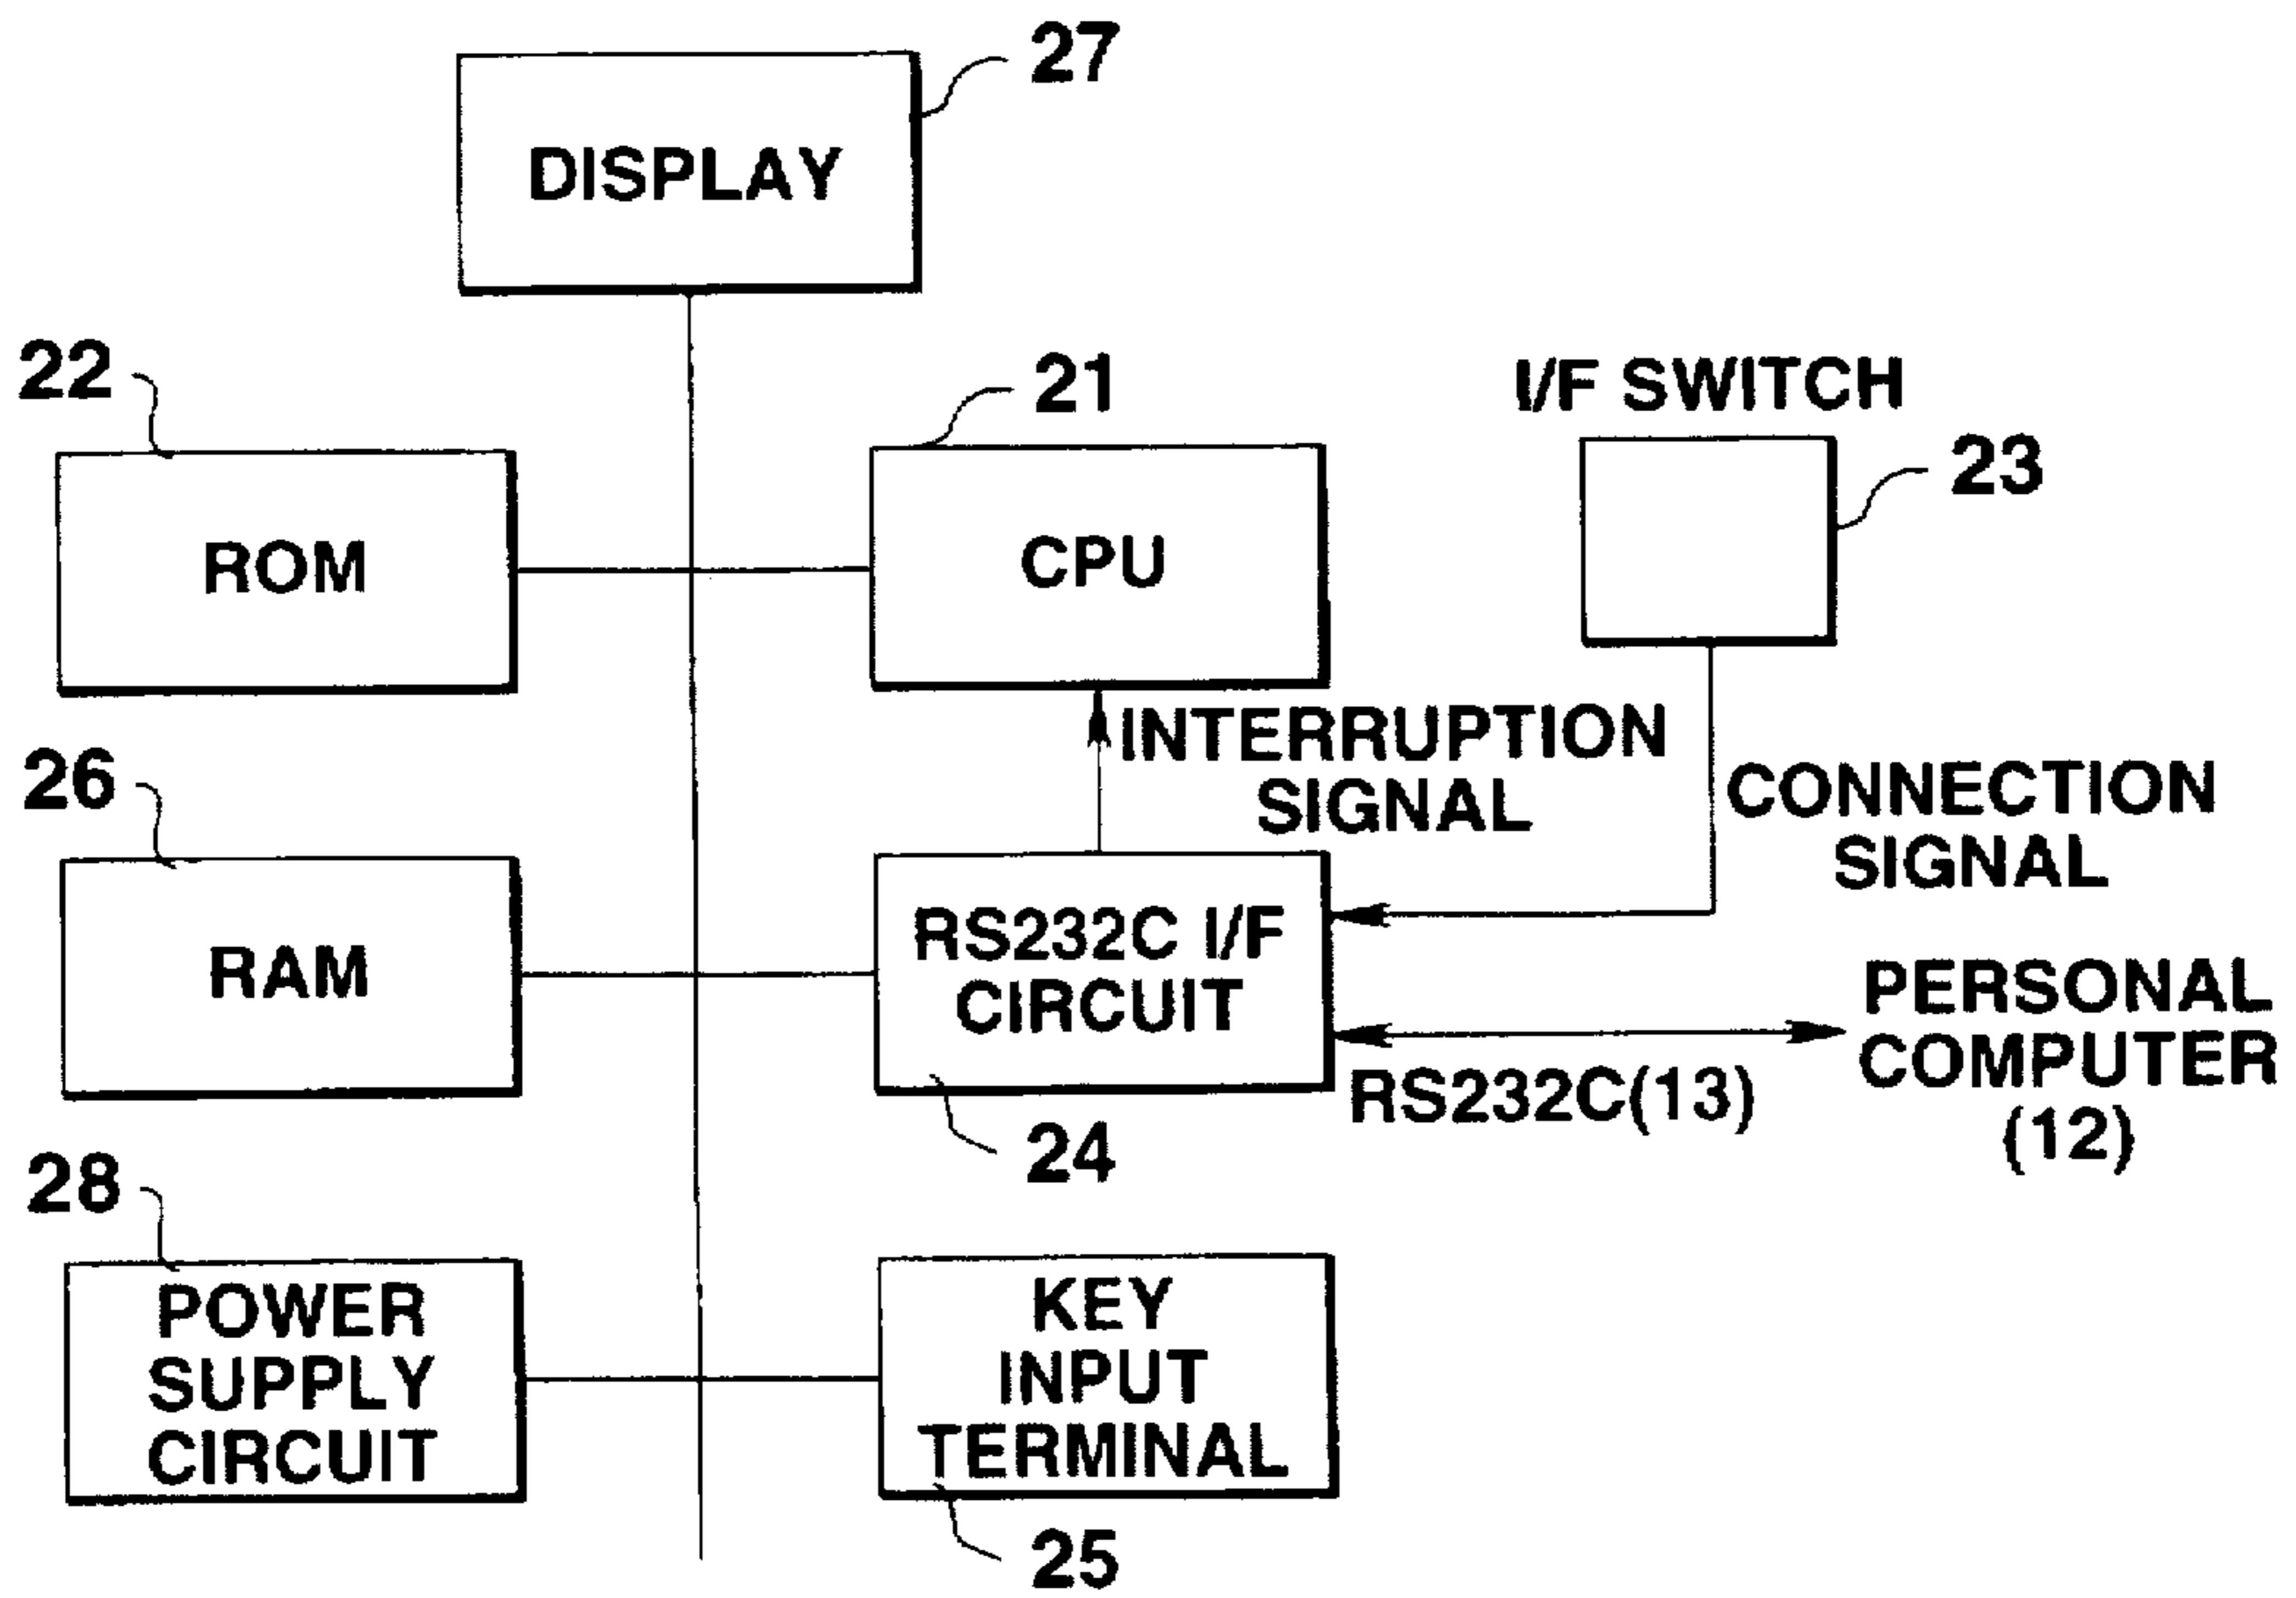 27
DISPLAY
22
21
I/F SWITCH
23
ROM
CPU
INTERRUPTION
SIGNAL
26
CONNECTION
SIGNAL
RAM
RS232C I/F
CIRCUIT
PERSONAL
COMPUTER
(12)
RS232C(13)
24
28
POWER
SUPPLY
CIRCUIT
KEY
INPUT
TERMINAL
25